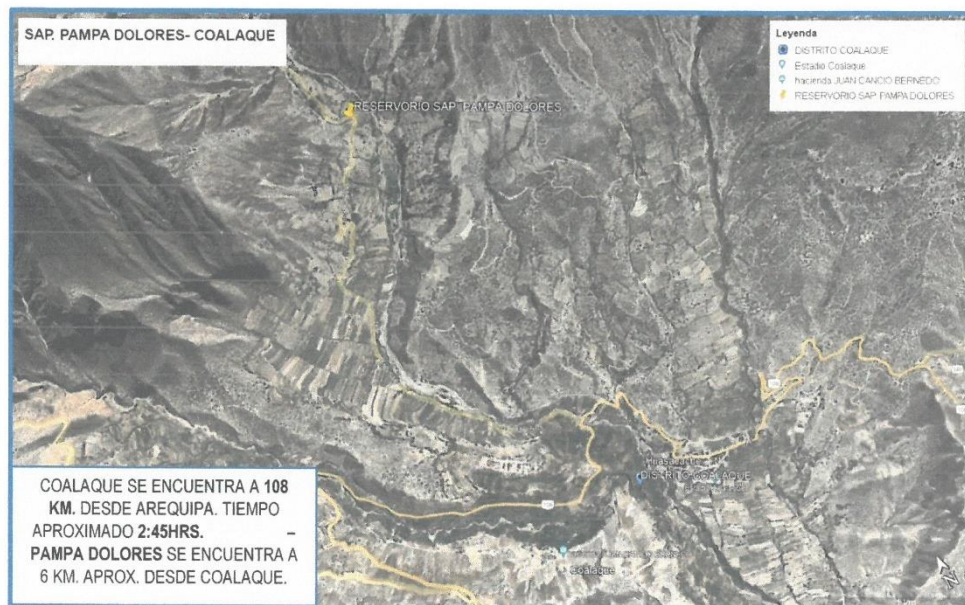 SAP. PAMPA DOLORES- COALAQUE
Leyenda
DISTRITO COALAQUE
Estadio Coalaque
hacienda JUAN CANCIO BERNEDO
RESERVORIO SAP. PAMPA DOLORES
RESERVORIO SAP. PAMPA DOLORES
DISTRITO COALAQUE
Coalaque
COALAQUE SE ENCUENTRA A 108
KM. DESDE AREQUIPA. TIEMPO
APROXIMADO 2:45HRS. –
PAMPA DOLORES SE ENCUENTRA A
6 KM. APROX. DESDE COALAQUE.
N